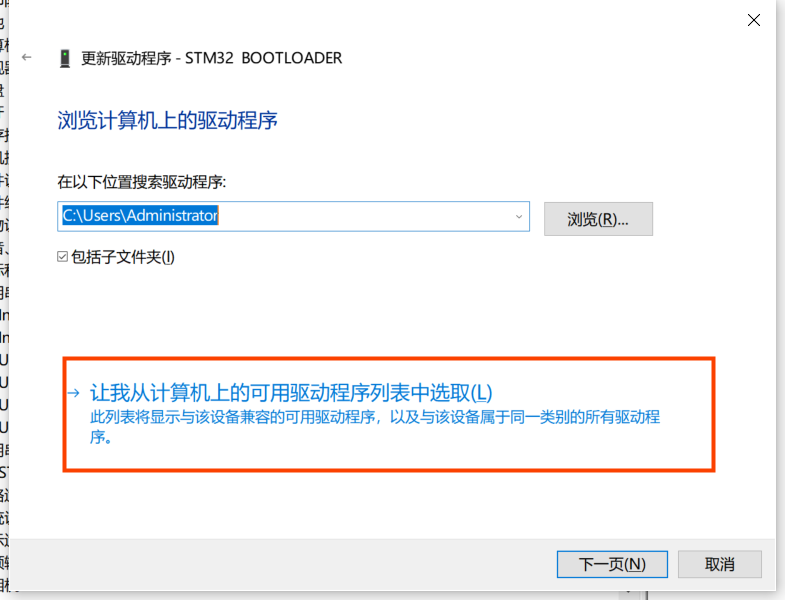 更新驱动程序 - STM32 BOOTLOADER
浏览计算机上的驱动程序
在以下位置搜索驱动程序:
C:\Users\Administrator
浏览(R)...
包括子文件夹(I)
让我从计算机上的可用驱动程序列表中选取(L)
此列表将显示与该设备兼容的可用驱动程序，以及与该设备属于同一类别的所有驱动程
序。
下一页(N)
取消